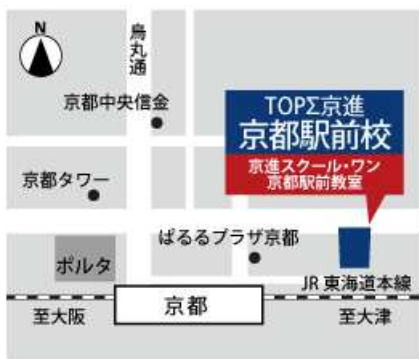 N
烏丸通
京都中央信金
TOPΣ京進
京都駅前校
京進スクール・ワン
京都駅前教室
京都タワー
ぱるるプラザ京都
ポルタ
JR東海道本線
京都
至大阪
至大津